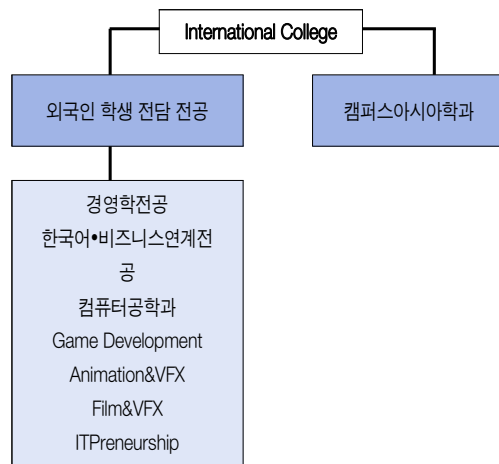 International College
외국인 학생 전담 전공
캠퍼스아시아학과
경영학전공
한국어•비즈니스연계전
공
컴퓨터공학과
Game Development
Animation&VFX
Film&VFX
ITPreneurship